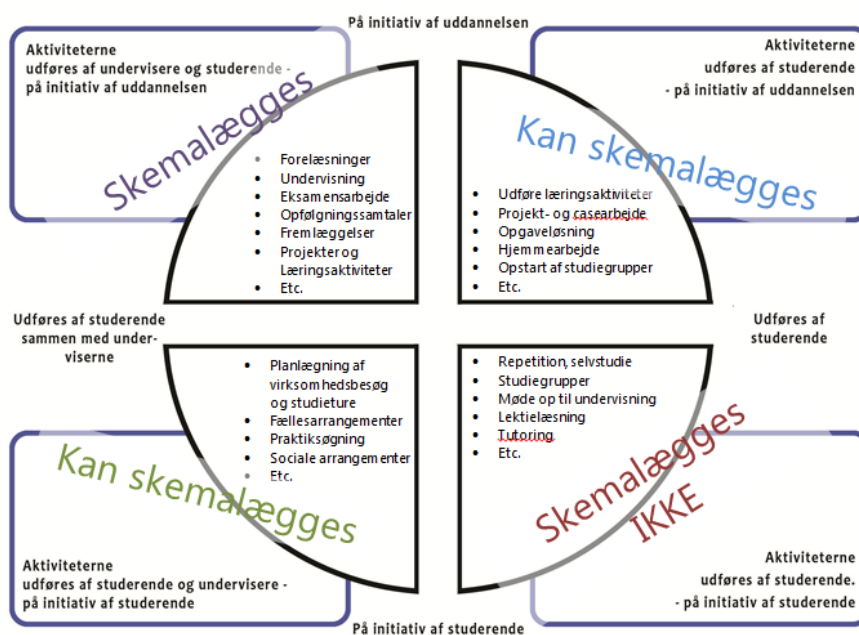 På initiativ af uddannelsen
Aktiviteterne
udføres af undervisere og studerende -
på initiativ af uddannelsen
Aktiviteterne
udføres af studerende
- på initiativ af uddannelsen
Skemalægges
Kan skemalægges
Forelæsninger
Undervisning
Eksamensarbejde
Opfølgningssamtaler
Fremlæggelser
Projekter og
Læringsaktiviteter
Etc.
Udføre læringsaktiviteter
Projekt- og casearbejde
Opgaveløsning
Hjemmearbejde
Opstart af studiegrupper
Etc.
Udføres af studerende
sammen med under-
viserne
Udføres af
studerende
Planlægning af
virksomhedsbesøg
og studieture
Fællesarrangementer
Praktiksøgning
Sociale arrangementer
Etc.
Repetition, selvstudie
Studiegrupper
Møde op til undervisning
Lektielæsning
Tutoring
Etc.
Kan skemalægges
Skemalægges
IKKE
Aktiviteterne
udføres af studerende og undervisere -
på initiativ af studerende
Aktiviteterne
udføres af studerende.
- på initiativ af studerende
På initiativ af studerende